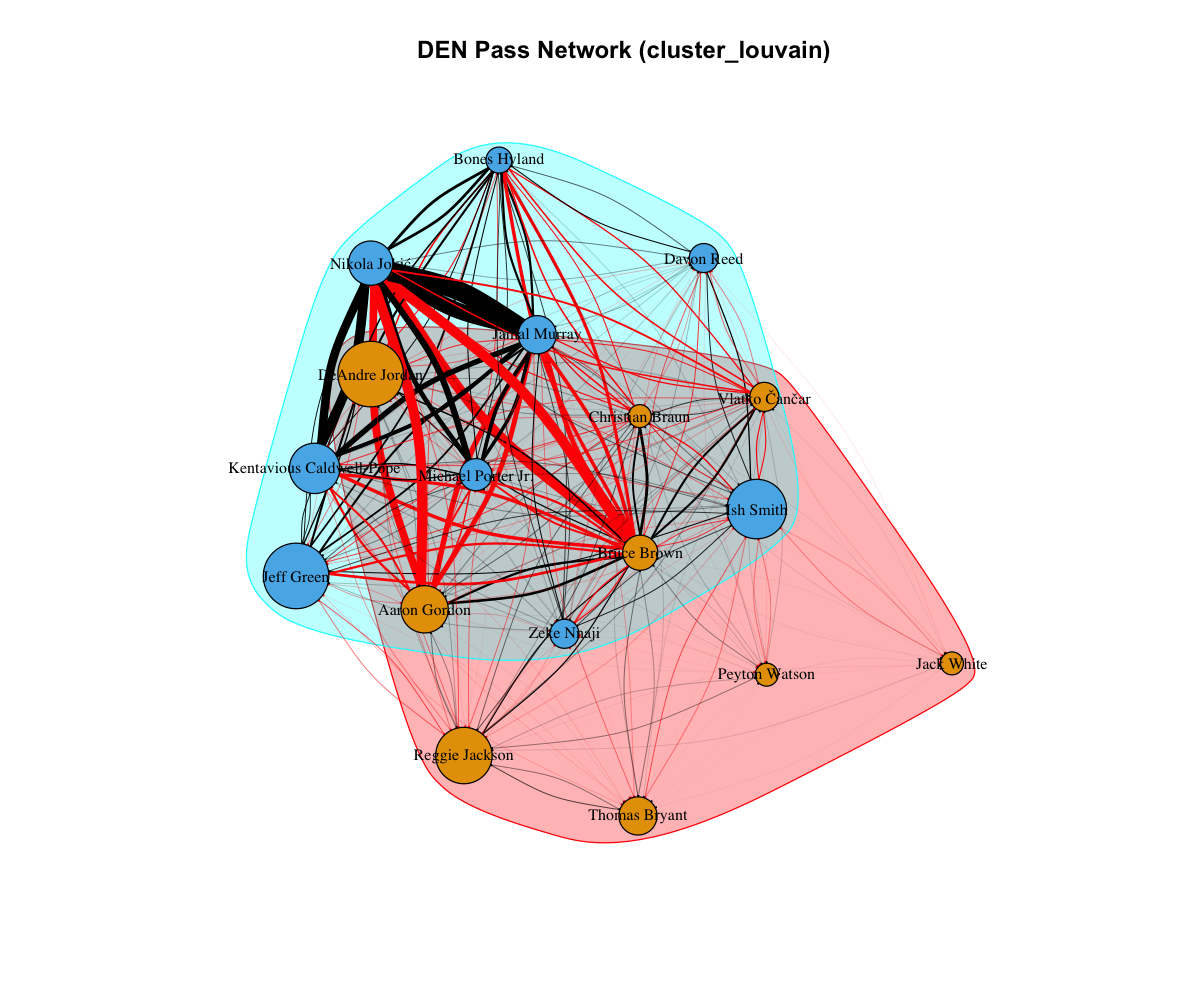 DEN Pass Network (cluster_louvain)
Bones Hyland
Davon Reed
Nikola Jokić
Jamal Murray
DeAndre Jordan
Vlatko Čančar
Christian Braun
Kentavious Caldwell-Pope
Michael Porter Jr.
Ish Smith
Bruce Brown
Jeff Green
Aaron Gordon
Zeke Nnaji
Jack White
Peyton Watson
Reggie Jackson
Thomas Bryant